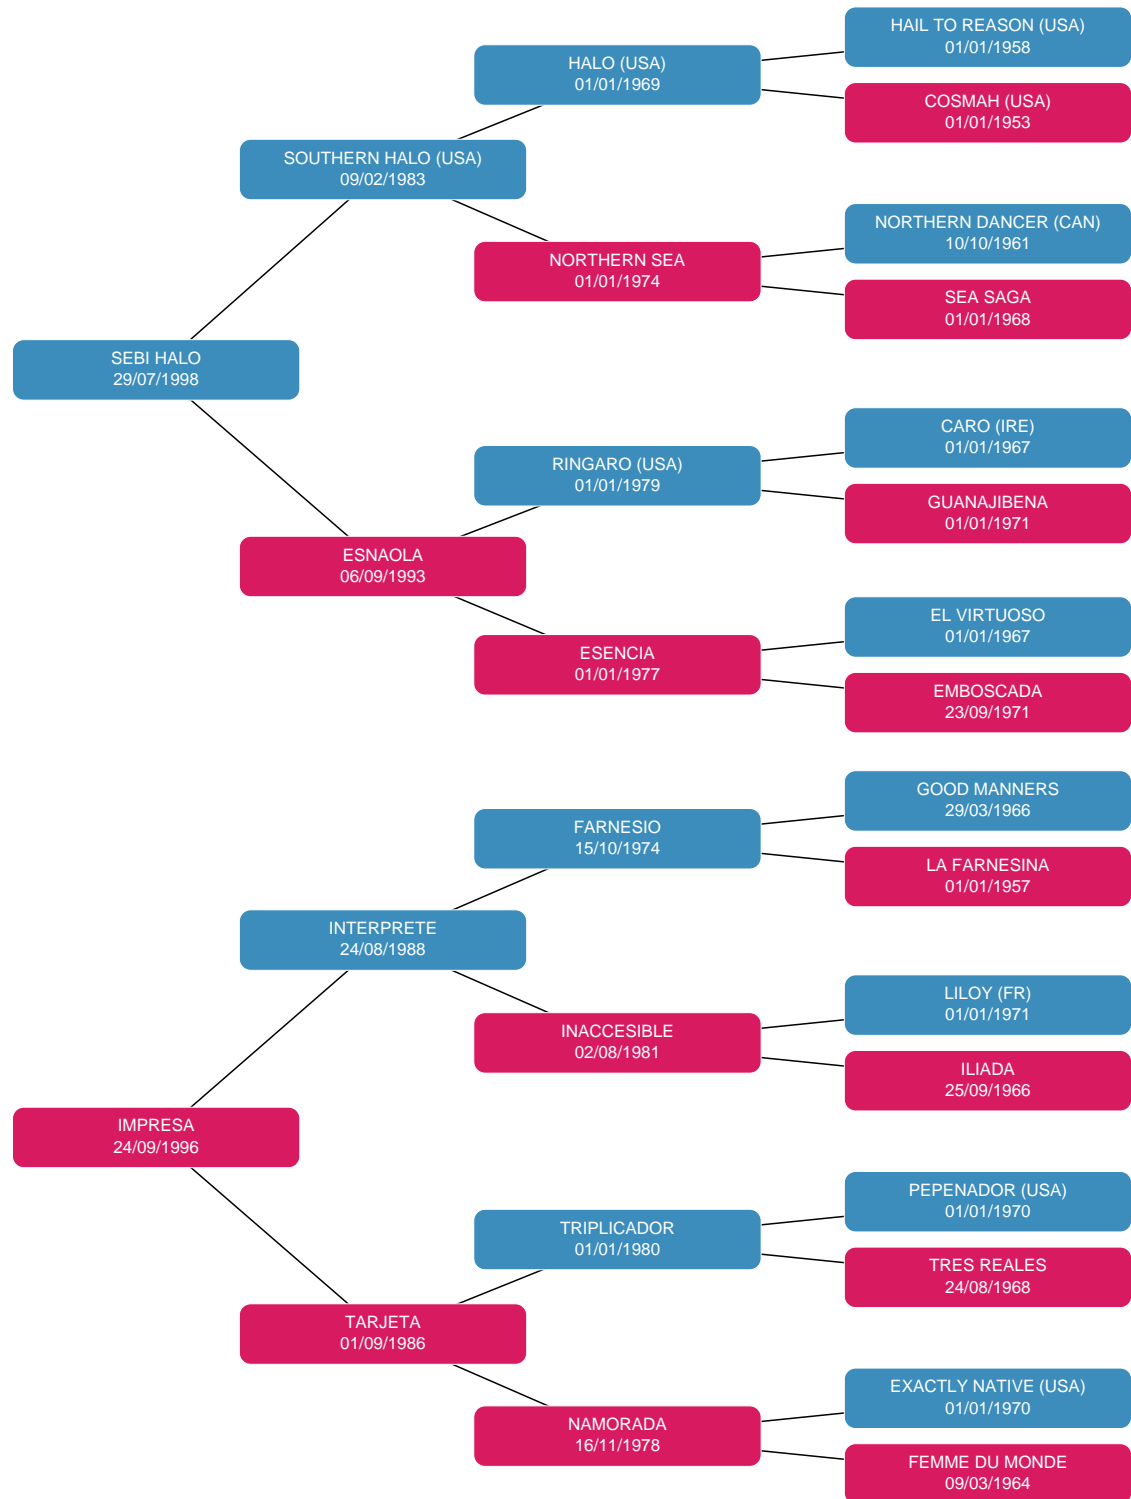 HAIL TO REASON (USA)
01/01/1958
HALO (USA)
01/01/1969
COSMAH (USA)
01/01/1953
SOUTHERN HALO (USA)
09/02/1983
NORTHERN DANCER (CAN)
10/10/1961
NORTHERN SEA
01/01/1974
SEA SAGA
01/01/1968
SEBI HALO
29/07/1998
CARO (IRE)
01/01/1967
RINGARO (USA)
01/01/1979
GUANAJIBENA
01/01/1971
ESNAOLA
06/09/1993
EL VIRTUOSO
01/01/1967
ESENCIA
01/01/1977
EMBOSCADA
23/09/1971
GOOD MANNERS
29/03/1966
FARNESIO
15/10/1974
LA FARNESINA
01/01/1957
INTERPRETE
24/08/1988
LILOY (FR)
01/01/1971
INACCESIBLE
02/08/1981
ILIADA
25/09/1966
IMPRESA
24/09/1996
PEPENADOR (USA)
01/01/1970
TRIPLICADOR
01/01/1980
TRES REALES
24/08/1968
TARJETA
01/09/1986
EXACTLY NATIVE (USA)
01/01/1970
NAMORADA
16/11/1978
FEMME DU MONDE
09/03/1964